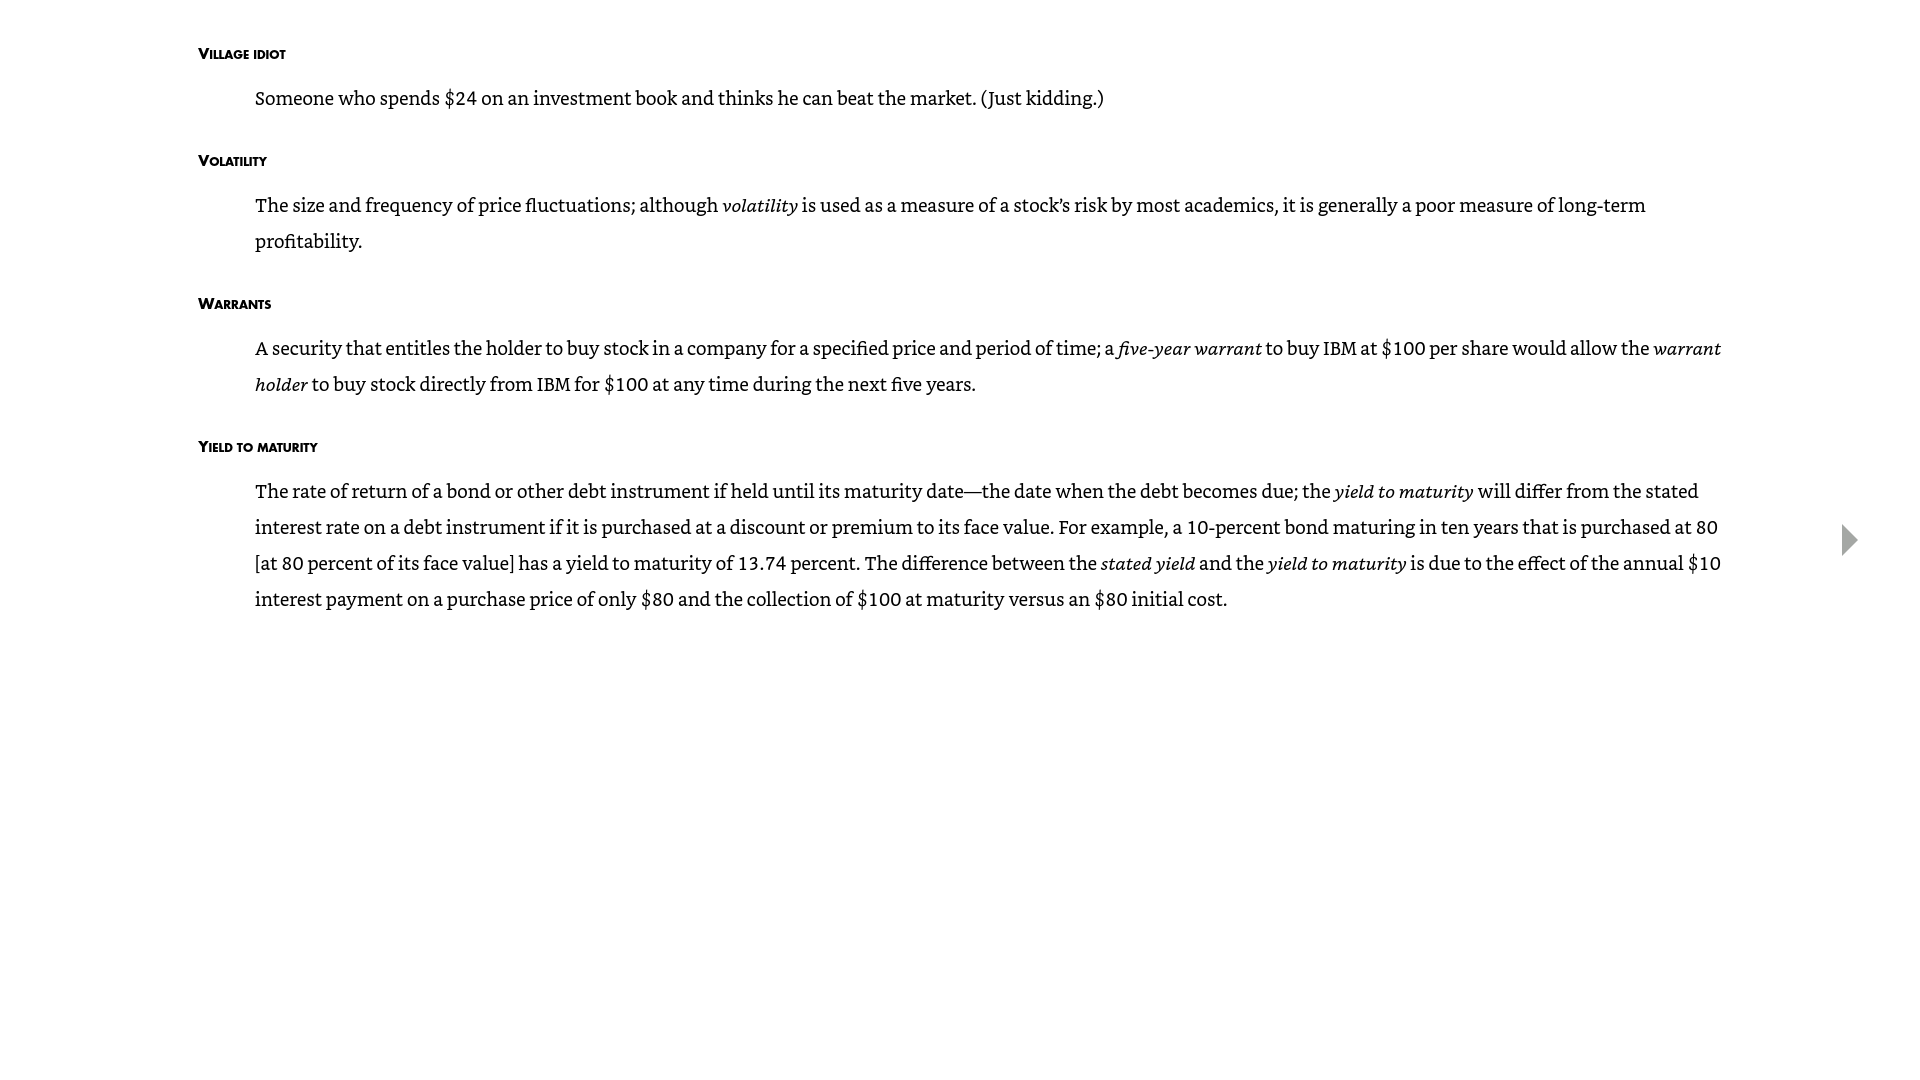 Village idiot
Someone who spends $24 on an investment book and thinks he can beat the market. (Just kidding.)
Volatility
The size and frequency of price fluctuations; although volatility is used as a measure of a stock’s risk by most academics, it is generally a poor measure of long-term
profitability.
Warrants
A security that entitles the holder to buy stock in a company for a specified price and period of time; a five-year warrant to buy IBM at $100 per share would allow the warrant
holder to buy stock directly from IBM for $100 at any time during the next five years.
Yield to maturity
The rate of return of a bond or other debt instrument if held until its maturity date—the date when the debt becomes due; the yield to maturity will differ from the stated
interest rate on a debt instrument if it is purchased at a discount or premium to its face value. For example, a 10-percent bond maturing in ten years that is purchased at 80
[at 80 percent of its face value] has a yield to maturity of 13.74 percent. The difference between the stated yield and the yield to maturity is due to the effect of the annual $10
interest payment on a purchase price of only $80 and the collection of $100 at maturity versus an $80 initial cost.